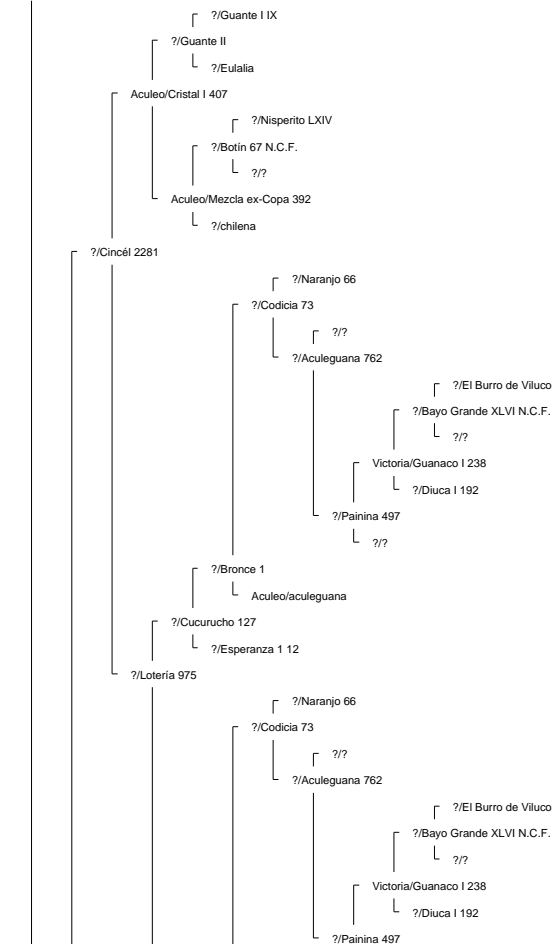 ?/Guante I IX
?/Guante II
?/Eulalia
Aculeo/Cristal I 407
?/Nisperito LXIV
?/Botín 67 N.C.F.
?/?
Aculeo/Mezcla ex-Copa 392
?/chilena
?/Cincél 2281
?/Naranjo 66
?/Codicia 73
?/?
?/Aculeguana 762
?/El Burro de Viluco
?/Bayo Grande XLVI N.C.F.
?/?
Victoria/Guanaco I 238
?/Diuca I 192
?/Painina 497
?/?
?/Bronce 1
Aculeo/aculeguana
?/Cucurucho 127
?/Esperanza 1 12
?/Lotería 975
?/Naranjo 66
?/Codicia 73
?/?
?/Aculeguana 762
?/El Burro de Viluco
?/Bayo Grande XLVI N.C.F.
?/?
Victoria/Guanaco I 238
?/Diuca I 192
?/Painina 497